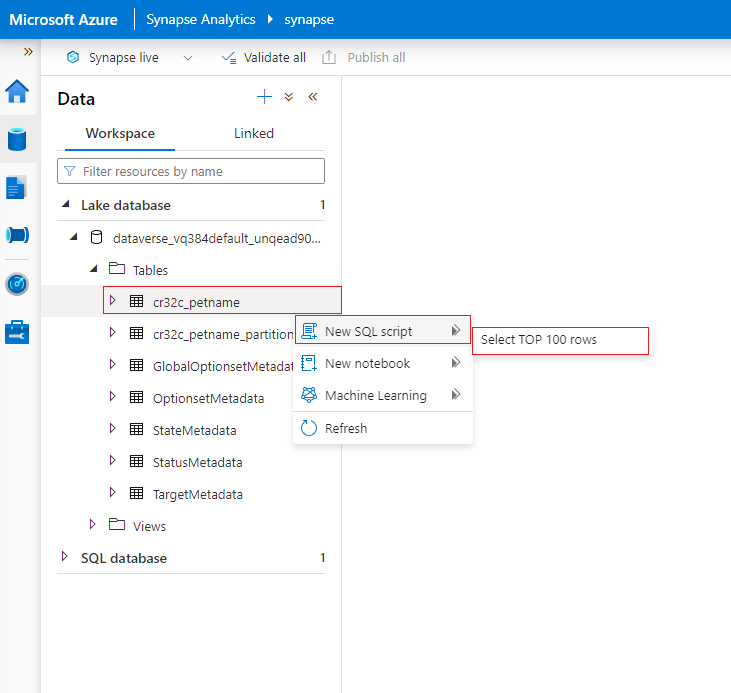 Microsoft Azure Synapse Analytics synapse
Synapse live Validate all Publish all
Data
Workspace Linked
Filter resources by name
Lake database 1
dataverse_vq384default_unqead90...
Tables
cr32c_petname
New SQL script
Select TOP 100 rows
cr32c_petname_partition
New notebook
GlobalOptionsetMetadat
Machine Learning
OptionsetMetadata
Refresh
StateMetadata
StatusMetadata
TargetMetadata
Views
SQL database 1